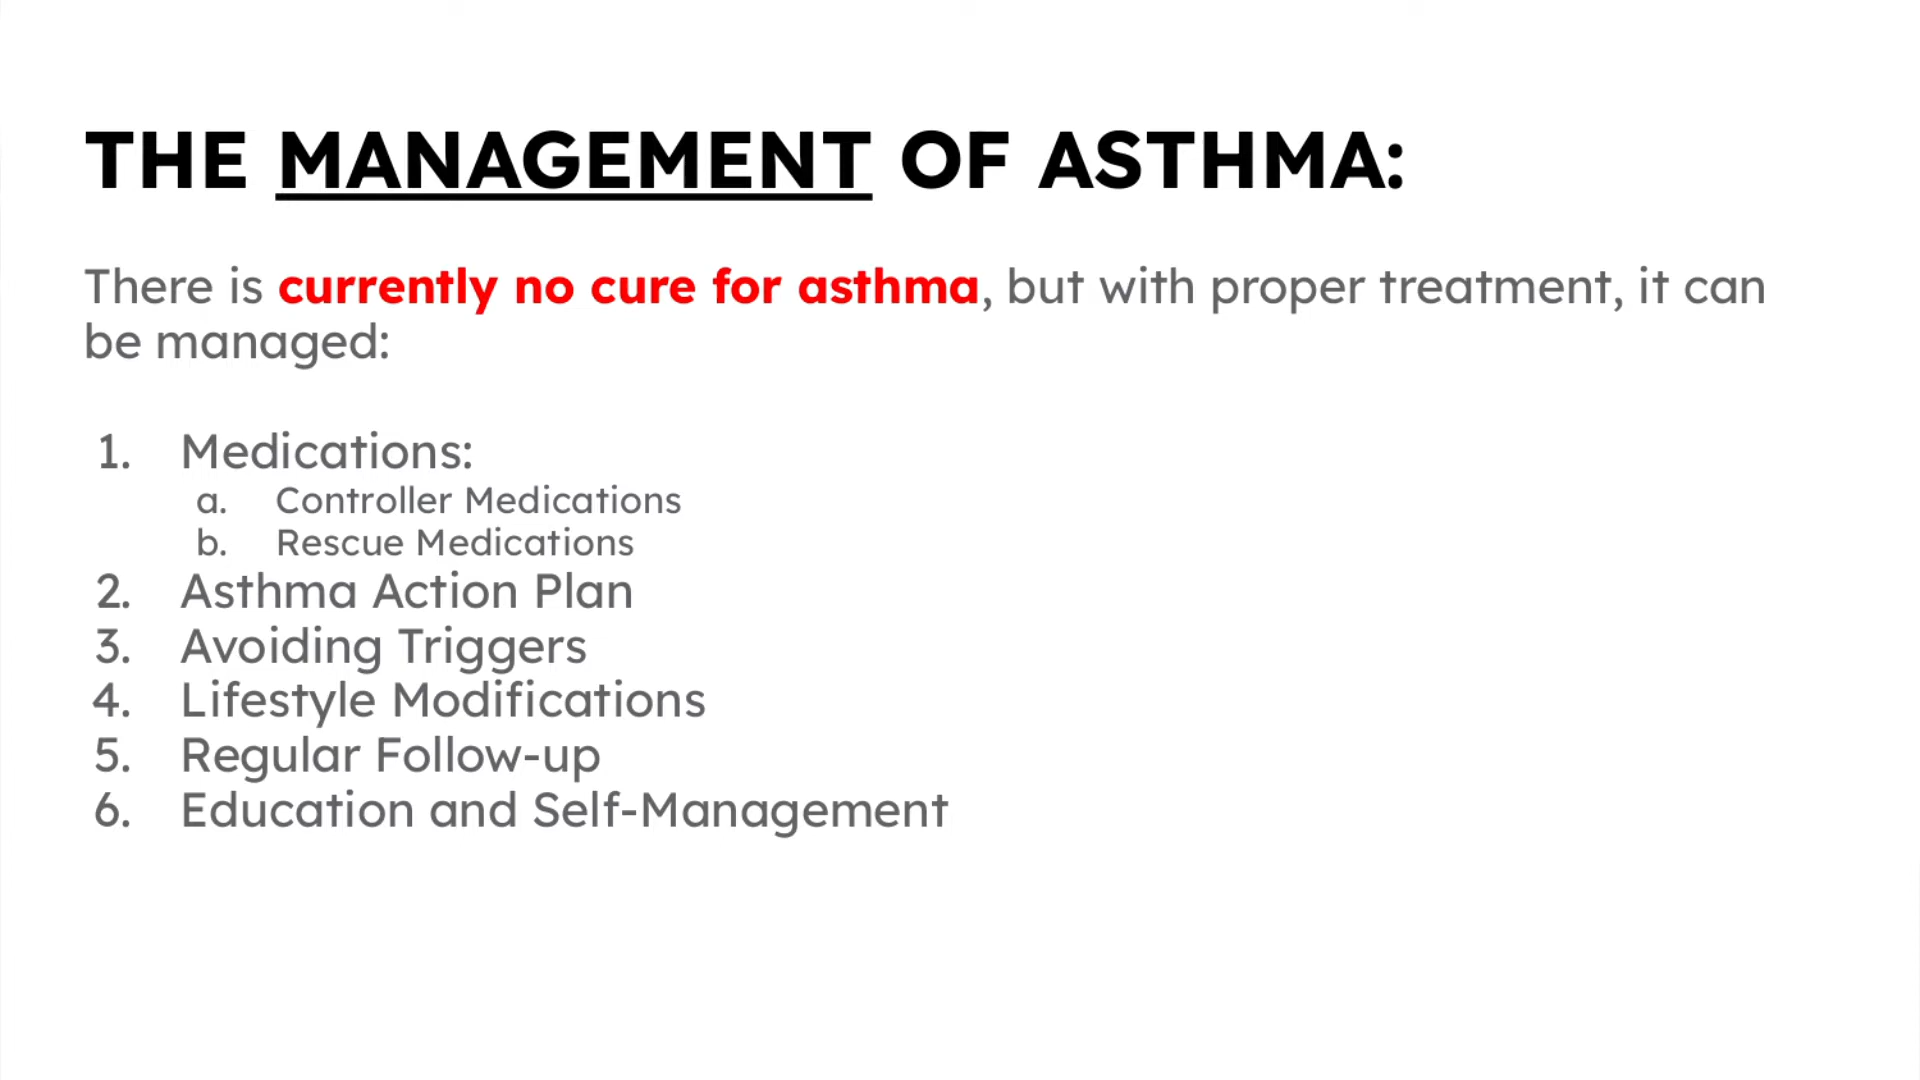 THE MANAGEMENT OF ASTHMA:
There is currently no cure for asthma, but with proper treatment, it can
be managed:
1. Medications:
a. Controller Medications
b. Rescue Medications
2. Asthma Action Plan
3. Avoiding Triggers
4. Lifestyle Modifications
5. Regular Follow-up
6. Education and Self-Management